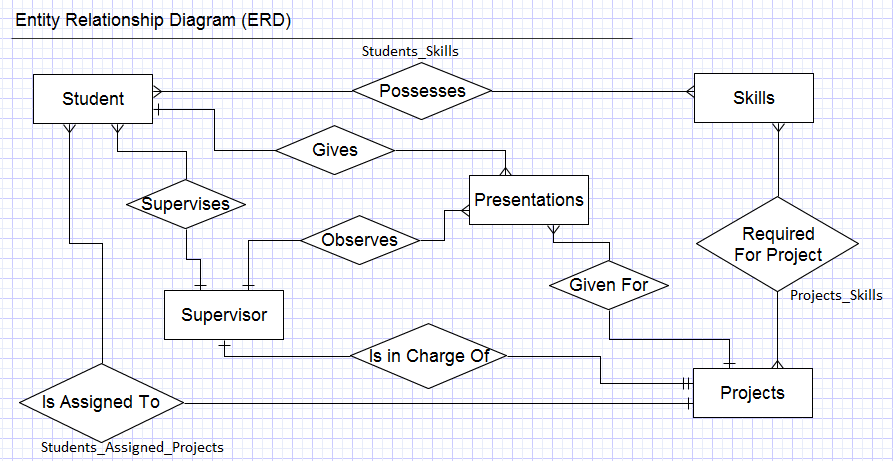 Entity Relationship Diagram (ERD)
Students_Skills
Student
Possesses
Skills
Gives
Supervises
Presentations
Observes
Required
For Project
Given For
Projects_Skills
Supervisor
Is in Charge Of
Projects
Is Assigned To
Students_Assigned_Projects